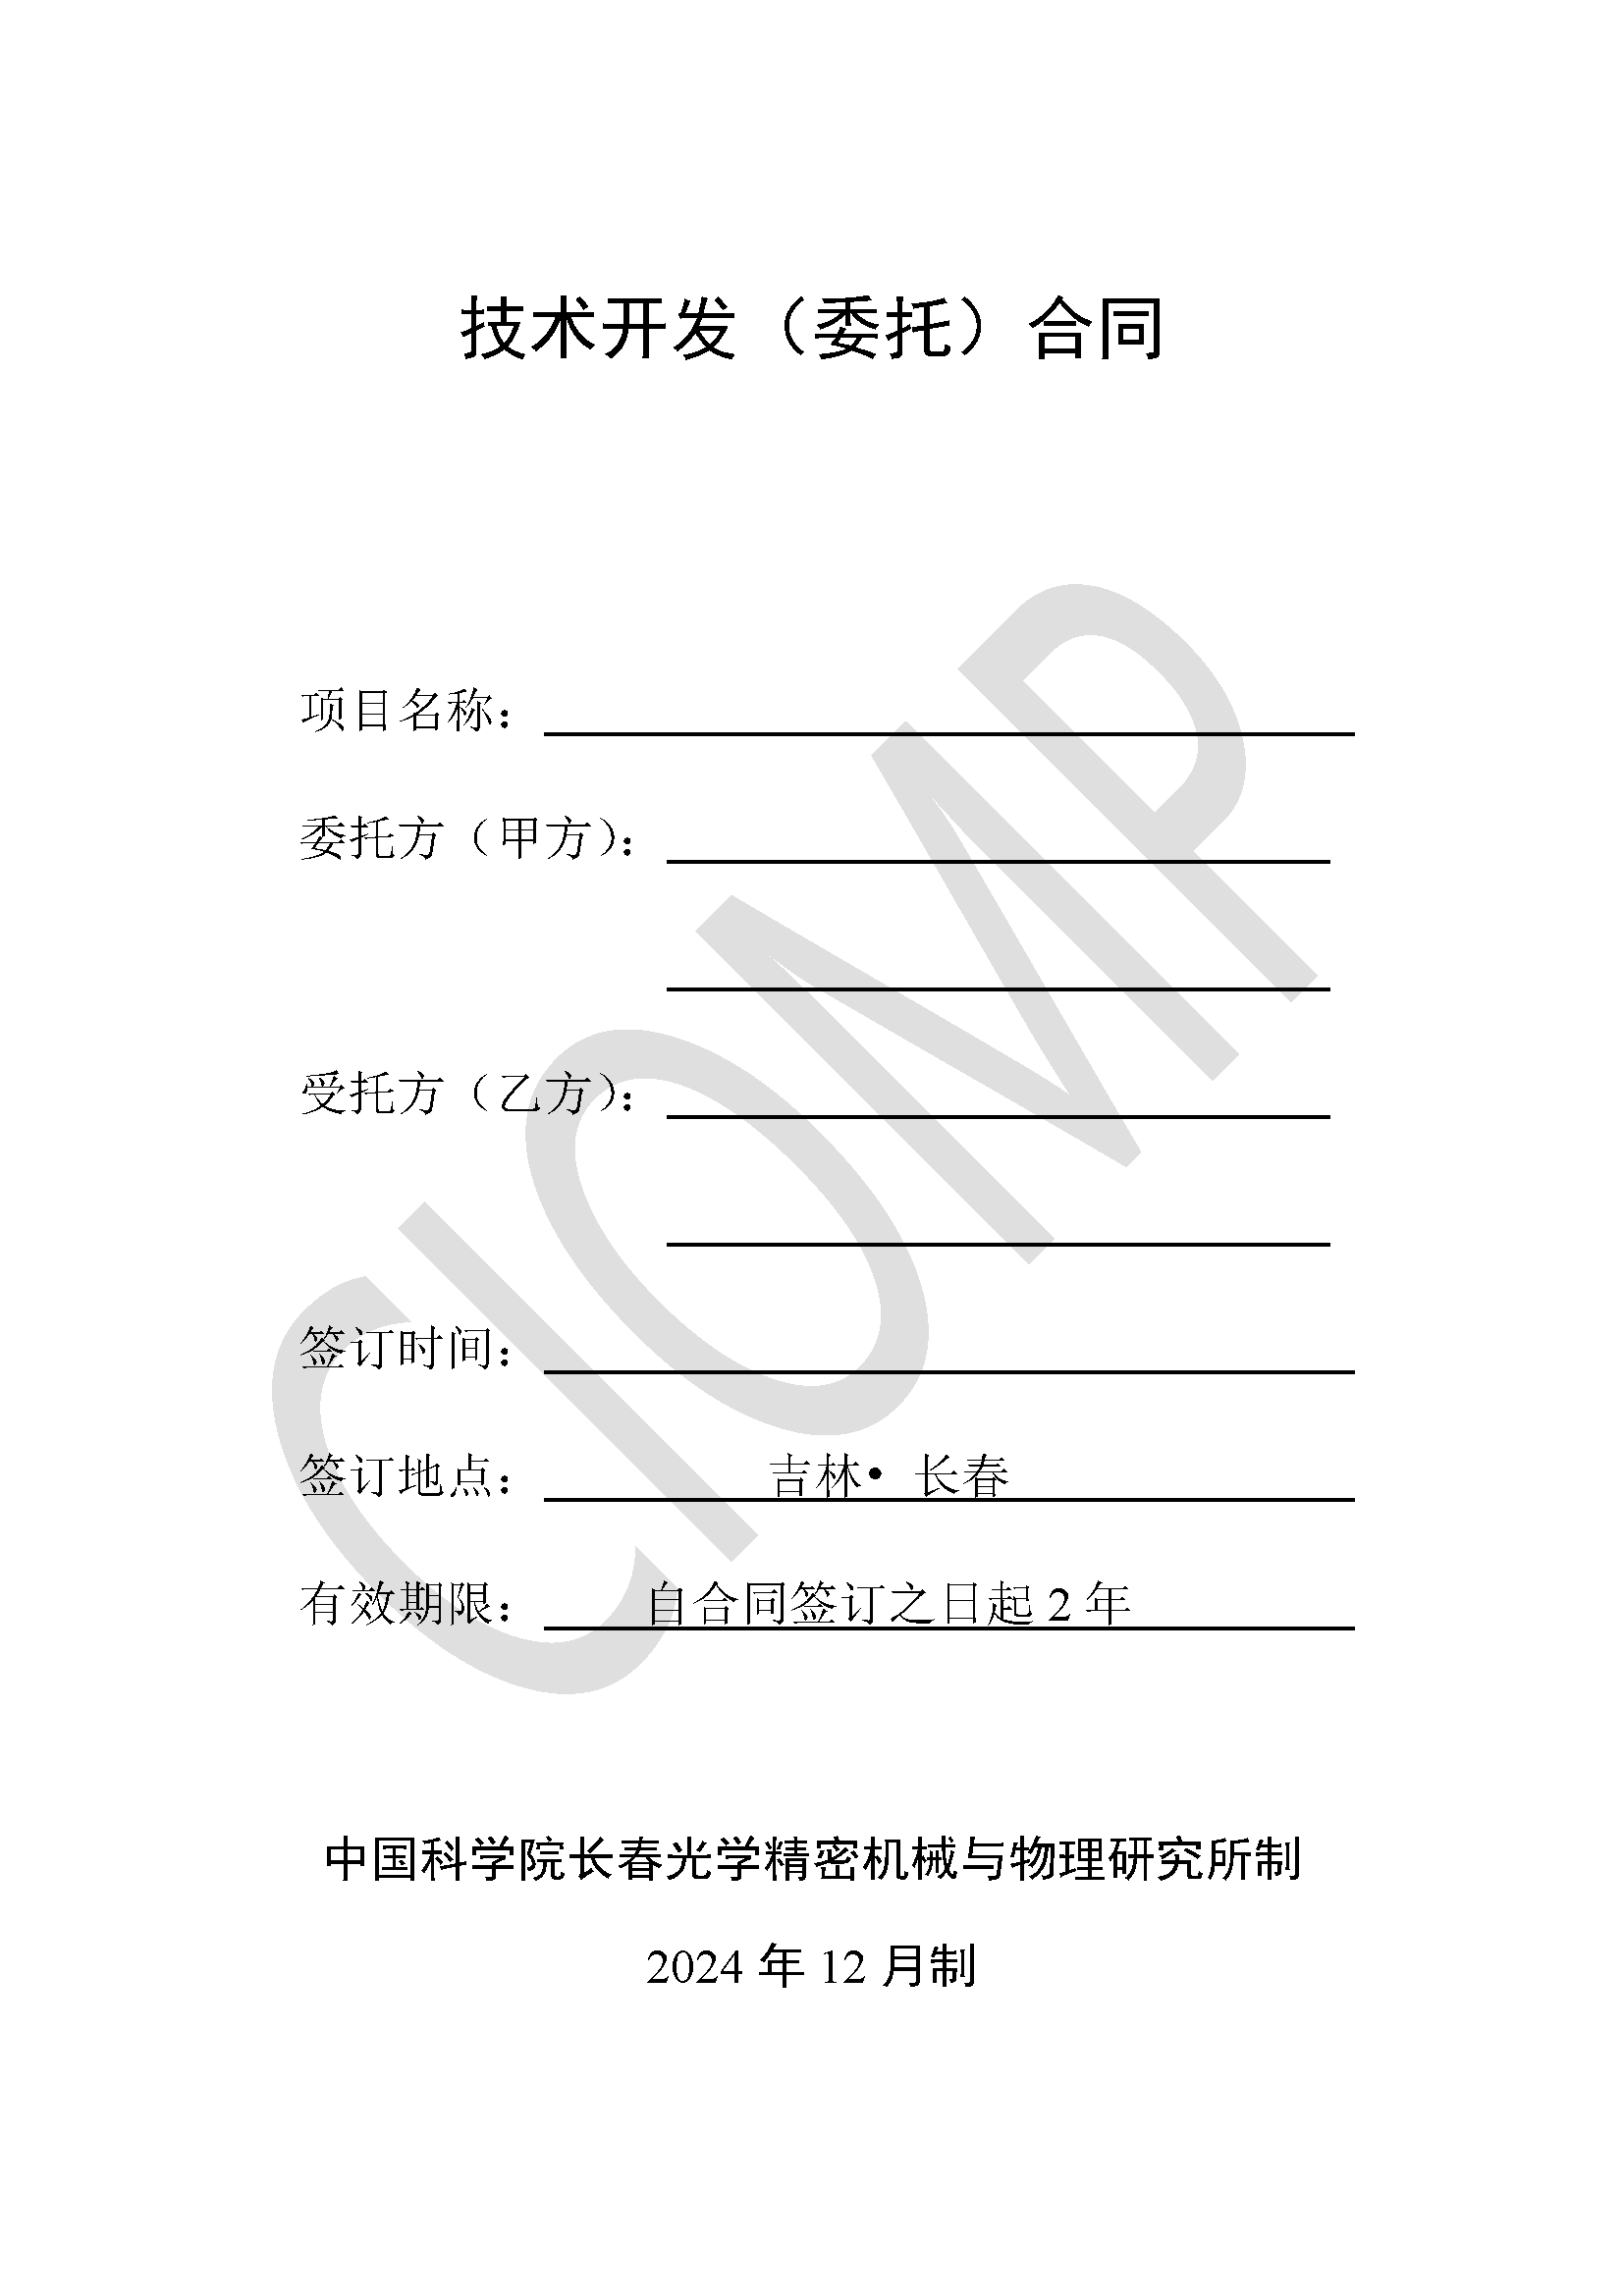 技术开发（委托）合同
项目名称：
委托方（甲方）：
受托方（乙方）：
签订时间：
签订地点： 吉林• 长春
有效期限： 自合同签订之日起 2 年
中国科学院长春光学精密机械与物理研究所制
2024 年 12 月制
CIOMP